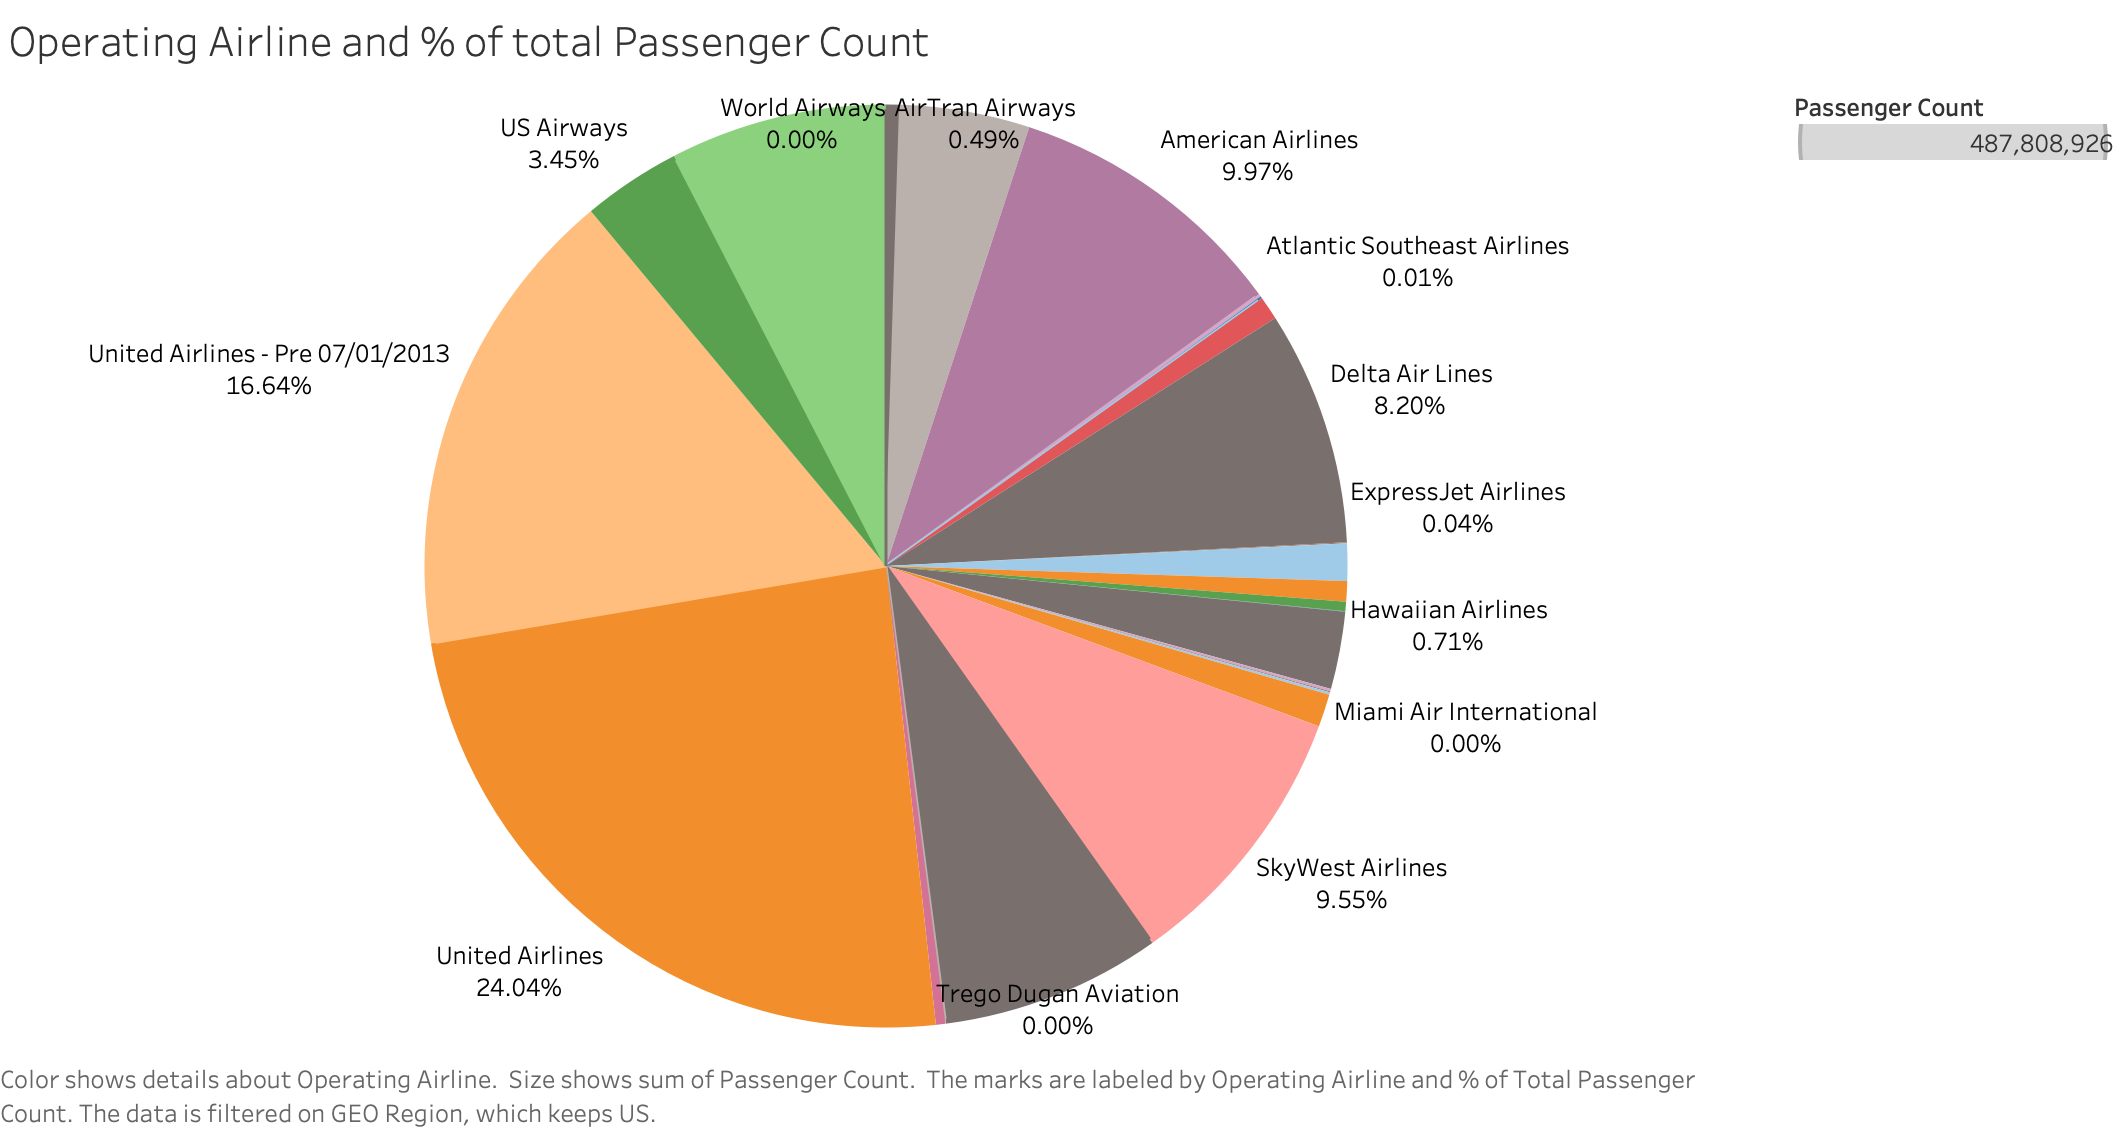 Operating Airline and % of total Passenger Count
Passenger Count
487,808,926
World Airways
0.00%
AirTran Airways
0.49%
American Airlines
9.97%
Atlantic Southeast Airlines
0.01%
Delta Air Lines
8.20%
ExpressJet Airlines
0.04%
Hawaiian Airlines
0.71%
Miami Air International
0.00%
SkyWest Airlines
9.55%
Trego Dugan Aviation
0.00%
United Airlines
24.04%
United Airlines - Pre 07/01/2013
16.64%
US Airways
3.45%
Color shows details about Operating Airline.  Size shows sum of Passenger Count.  The marks are labeled by Operating Airline and % of Total Passenger
Count. The data is filtered on GEO Region, which keeps US.